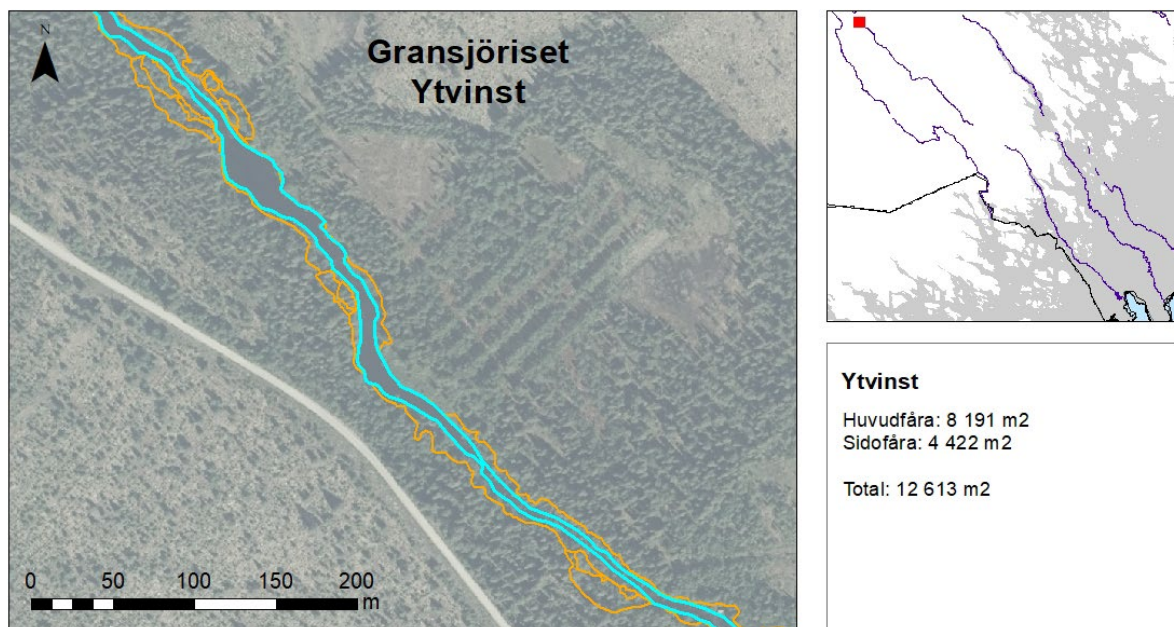 N
Gransjöriset
Ytvinst
0 50 100 150 200
m
Ytvinst
Huvudfåra: 8 191 m2
Sidofåra: 4 422 m2
Total: 12 613 m2